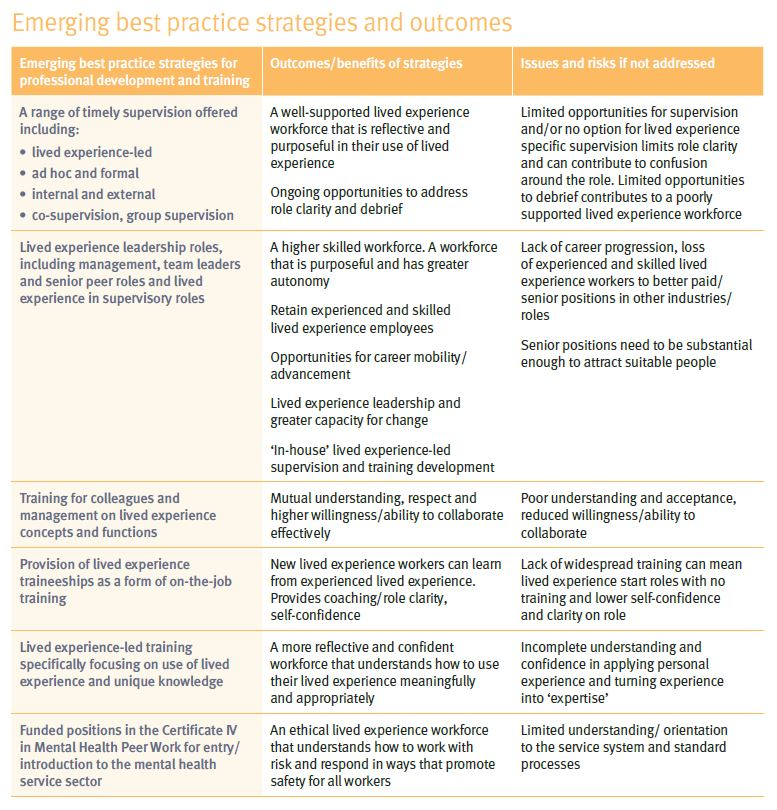 Emerging best practice strategies and outcomes
Emerging best practice strategies for
professional development and training
Outcomes/benefits of strategies
Issues and risks if not addressed
A range of timely supervision offered
including:
• lived experience-led
• ad hoc and formal
• internal and external
• co-supervision, group supervision
A well-supported lived experience
workforce that is reflective and
purposeful in their use of lived
experience
Ongoing opportunities to address
role clarity and debrief
Limited opportunities for supervision
and/or no option for lived experience
specific supervision limits role clarity
and can contribute to confusion
around the role. Limited opportunities
to debrief contributes to a poorly
supported lived experience workforce
Lived experience leadership roles,
including management, team leaders
and senior peer roles and lived
experience in supervisory roles
A higher skilled workforce. A workforce
that is purposeful and has greater
autonomy
Retain experienced and skilled
lived experience employees
Opportunities for career mobility/
advancement
Lived experience leadership and
greater capacity for change
‘In-house’ lived experience-led
supervision and training development
Lack of career progression, loss
of experienced and skilled lived
experience workers to better paid/
senior positions in other industries/
roles
Senior positions need to be substantial
enough to attract suitable people
Training for colleagues and
management on lived experience
concepts and functions
Mutual understanding, respect and
higher willingness/ability to collaborate
effectively
Poor understanding and acceptance,
reduced willingness/ability to
collaborate
Provision of lived experience
traineeships as a form of on-the-job
training
New lived experience workers can learn
from experienced lived experience.
Provides coaching/role clarity,
self-confidence
Lack of widespread training can mean
lived experience start roles with no
training and lower self-confidence
and clarity on role
Lived experience-led training
specifically focusing on use of lived
experience and unique knowledge
A more reflective and confident
workforce that understands how to use
their lived experience meaningfully
and appropriately
Incomplete understanding and
confidence in applying personal
experience and turning experience
into ‘expertise’
Funded positions in the Certificate IV
in Mental Health Peer Work for entry/
introduction to the mental health
service sector
An ethical lived experience workforce
that understands how to work with
risk and respond in ways that promote
safety for all workers
Limited understanding/ orientation
to the service system and standard
processes